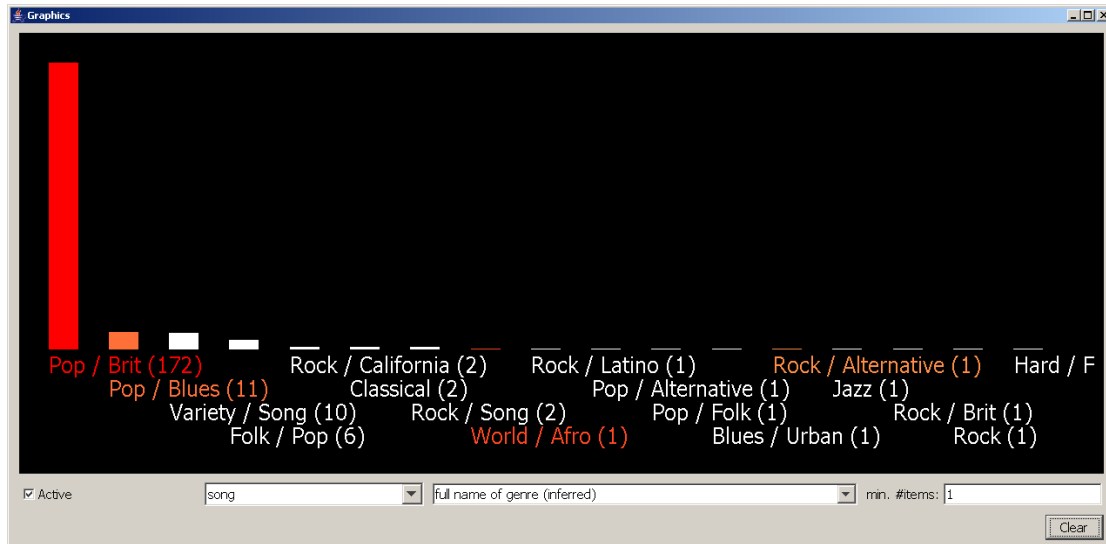 Graphics
Pop / Brit (172) Rock / California (2) Rock / Latino (1) Rock / Alternative (1) Hard / F
Pop / Blues (11) Classical (2) Pop / Alternative (1) Jazz (1)
Variety / Song (10) Rock / Song (2) Pop / Folk (1) Rock / Brit (1)
Folk / Pop (6) World / Afro (1) Blues / Urban (1) Rock (1)
Active song full name of genre (inferred) min. #items: 1
Clear